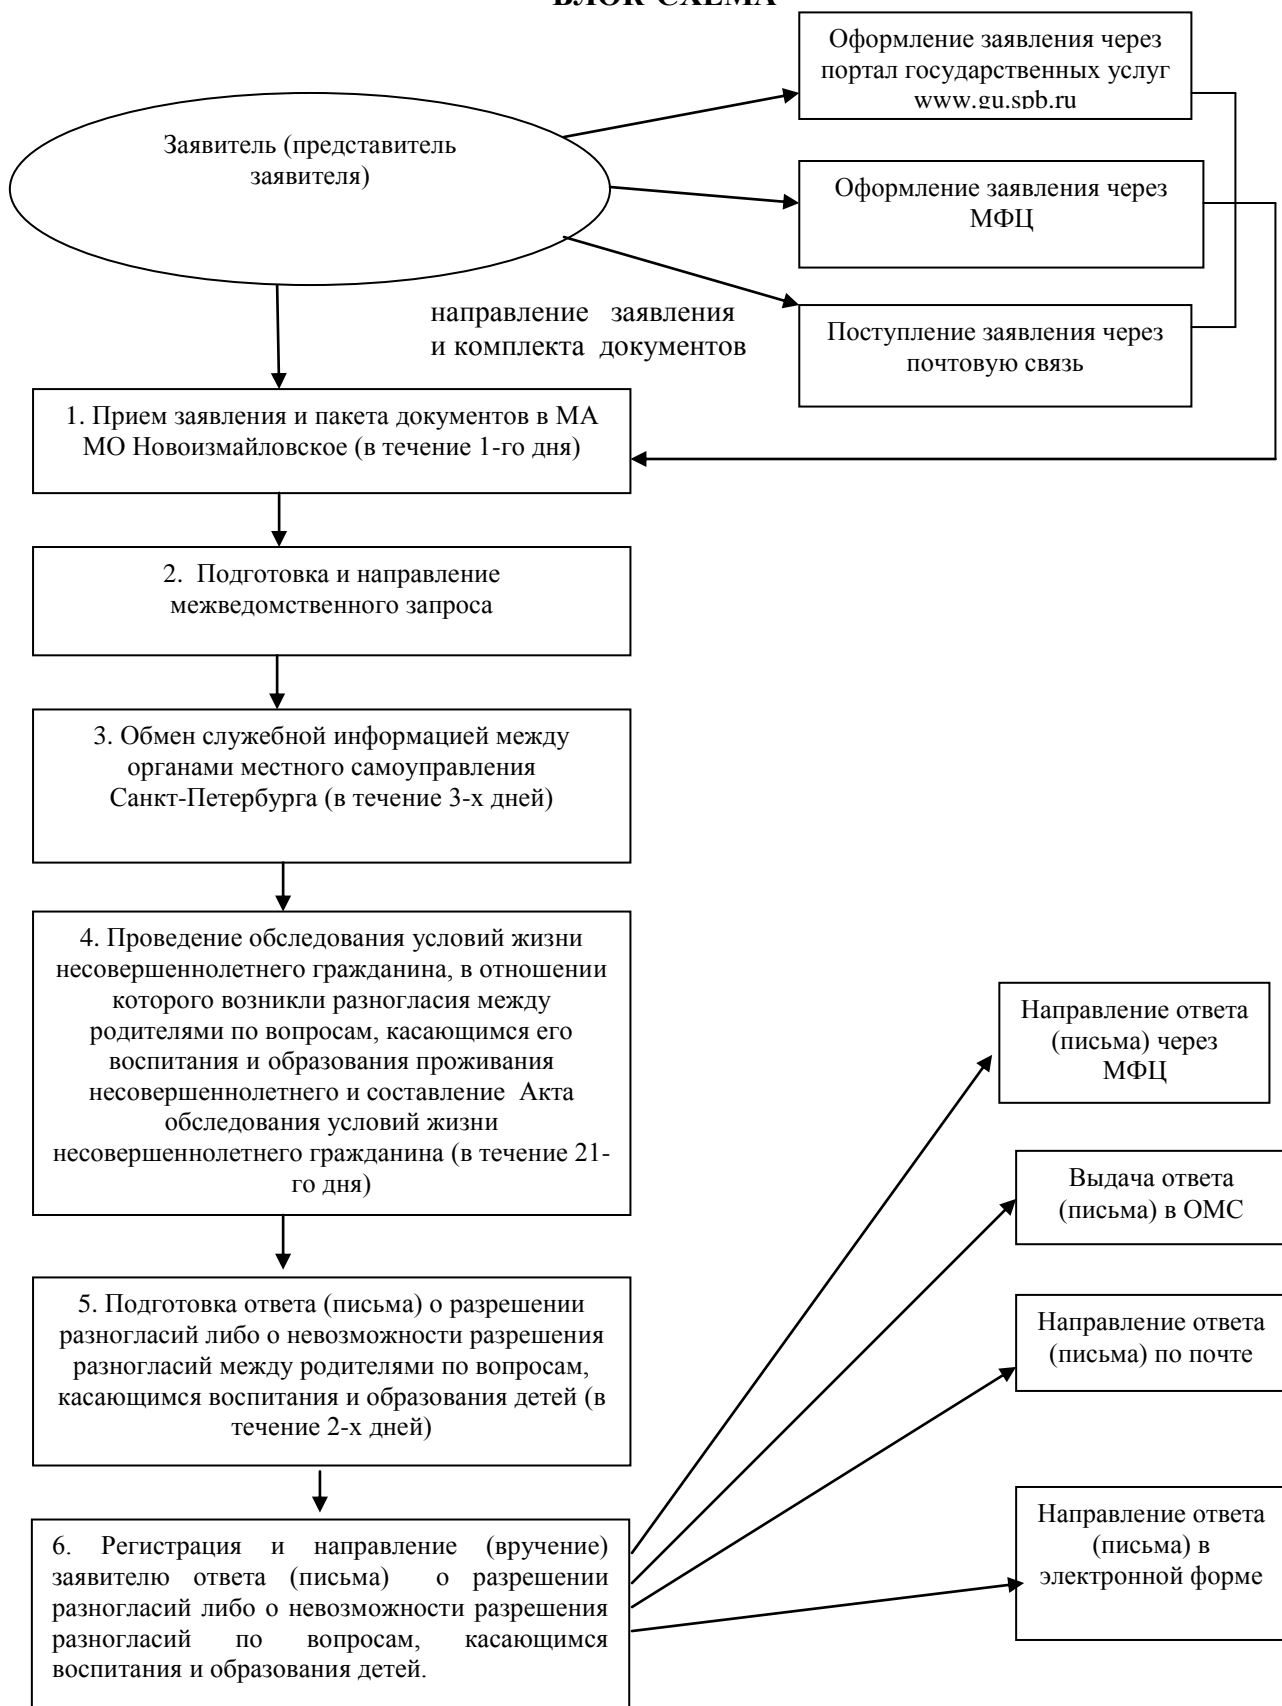 БЛОК-СХЕМА
Оформление заявления через
портал государственных услуг
www.gu.spb.ru
Заявитель (представитель
заявителя)
Оформление заявления через
МФЦ
направление заявления
и комплекта документов
Поступление заявления через
почтовую связь
1. Прием заявления и пакета документов в МА
МО Новоизмайловское (в течение 1-го дня)
2. Подготовка и направление
межведомственного запроса
3. Обмен служебной информацией между
органами местного самоуправления
Санкт-Петербурга (в течение 3-х дней)
4. Проведение обследования условий жизни
несовершеннолетнего гражданина, в отношении
которого возникли разногласия между
родителями по вопросам, касающимся его
воспитания и образования проживания
несовершеннолетнего и составление Акта
обследования условий жизни
несовершеннолетнего гражданина (в течение 21-
го дня)
Направление ответа
(письма) через
МФЦ
Выдача ответа
(письма) в ОМС
5. Подготовка ответа (письма) о разрешении
разногласий либо о невозможности разрешения
разногласий между родителями по вопросам,
касающимся воспитания и образования детей (в
течение 2-х дней)
Направление ответа
(письма) по почте
Направление ответа
(письма) в
электронной форме
6. Регистрация и направление (вручение)
заявителю ответа (письма) о разрешении
разногласий либо о невозможности разрешения
разногласий по вопросам, касающимся
воспитания и образования детей.